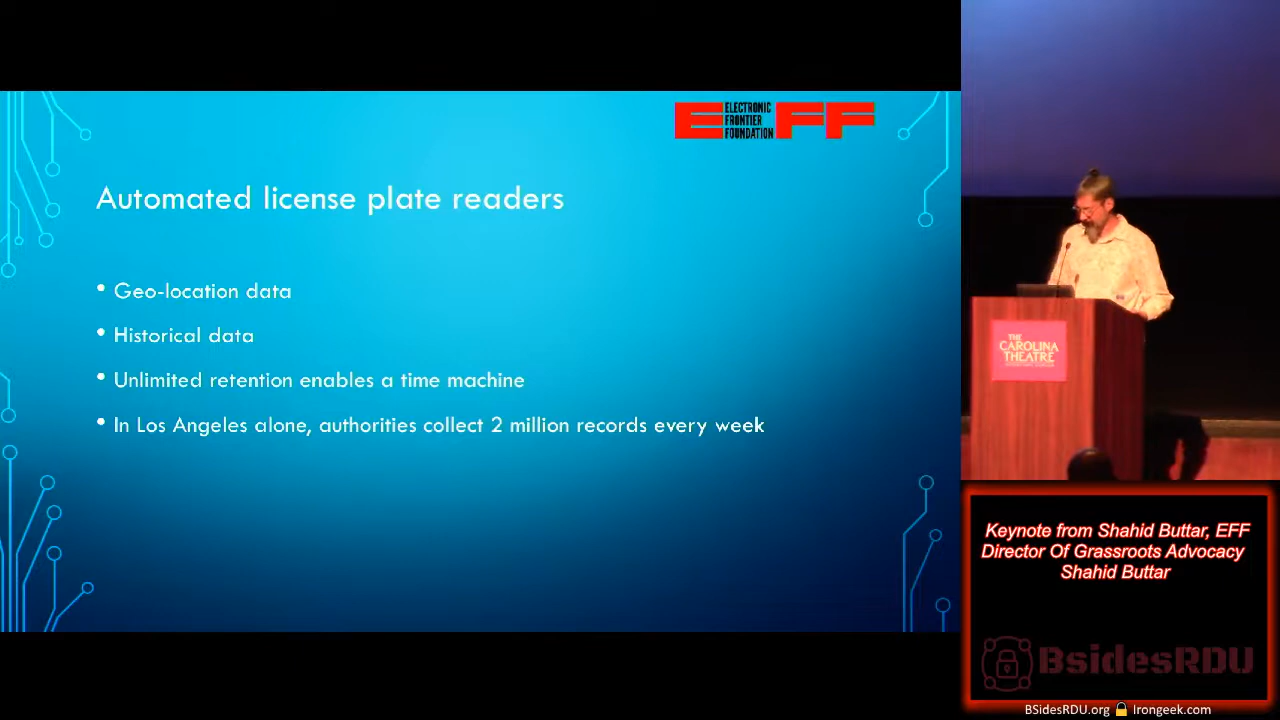 ELECTRONIC
FRONTIER
FOUNDATION
EFF
Automated license plate readers
• Geo-location data
• Historical data
• Unlimited retention enables a time machine
• In Los Angeles alone, authorities collect 2 million records every week
THE
CAROLINA
THEATRE
Keynote from Shahid Buttar, EFF
Director Of Grassroots Advocacy
Shahid Buttar
BsidesRDU
BSidesRDU.org Irongeek.com